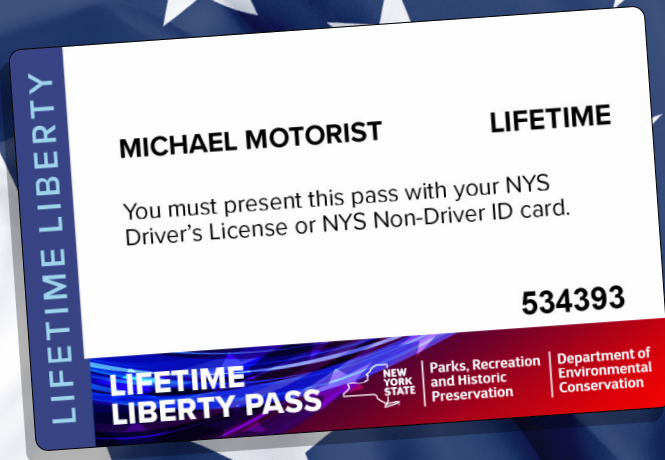 LIFETIME LIBERTY
MICHAEL MOTORIST
LIFETIME
You must present this pass with your NYS
Driver's License or NYS Non-Driver ID card.
534393
LIFETIME
LIBERTY PASS
NEW
YORK
STATE
Parks, Recreation
and Historic
Preservation
Department of
Environmental
Conservation